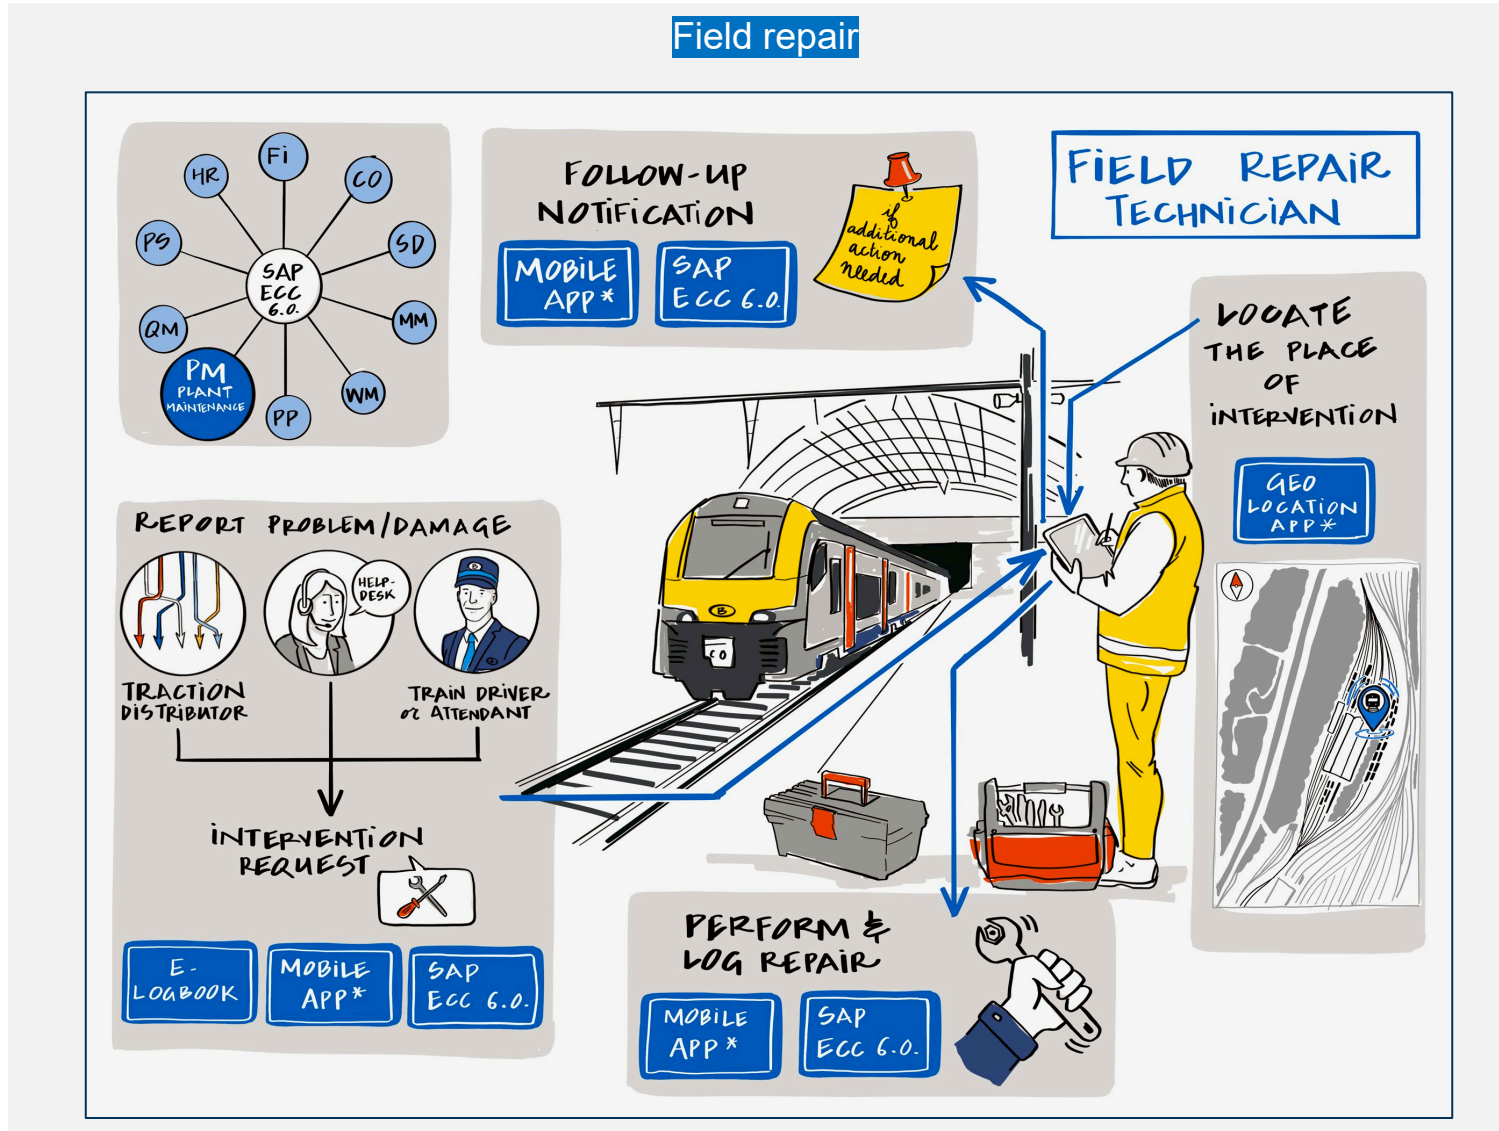 Field repair
Fi
HR
CO
PS
SD
SAP
ECC
6.0.
QM
MM
PM
PLANT
MAINTENANCE
PP
WM
FOLLOW-UP
NOTIFICATION
MOBILE
APP*
SAP
ECC 6.0.
if
additional
action
needed
FIELD REPAIR
TECHNICIAN
LOCATE
THE PLACE
OF
INTERVENTION
GEO
LOCATION
APP*
REPORT PROBLEM/DAMAGE
HELP-
DESK
B
TRACTION
DISTRIBUTOR
TRAIN DRIVER
or ATTENDANT
INTERVENTION
REQUEST
E-
LOGBOOK
MOBILE
APP*
SAP
ECC 6.0.
B
CO
PERFORM &
LOG REPAIR
MOBILE
APP*
SAP
ECC 6.0.